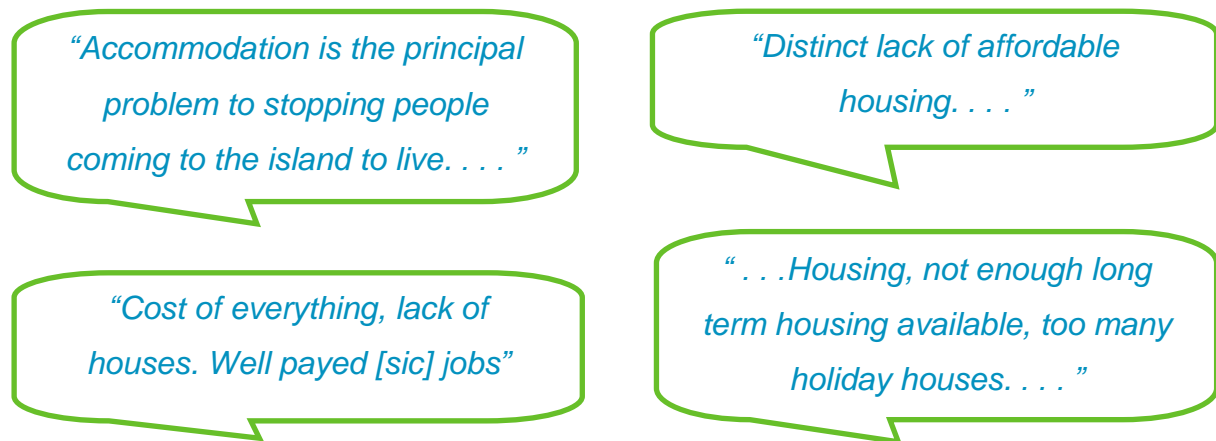 “Accommodation is the principal
problem to stopping people
coming to the island to live. . . . ”
“Distinct lack of affordable
housing. . . . ”
“Cost of everything, lack of
houses. Well payed [sic] jobs”
“ . . .Housing, not enough long
term housing available, too many
holiday houses. . . . ”